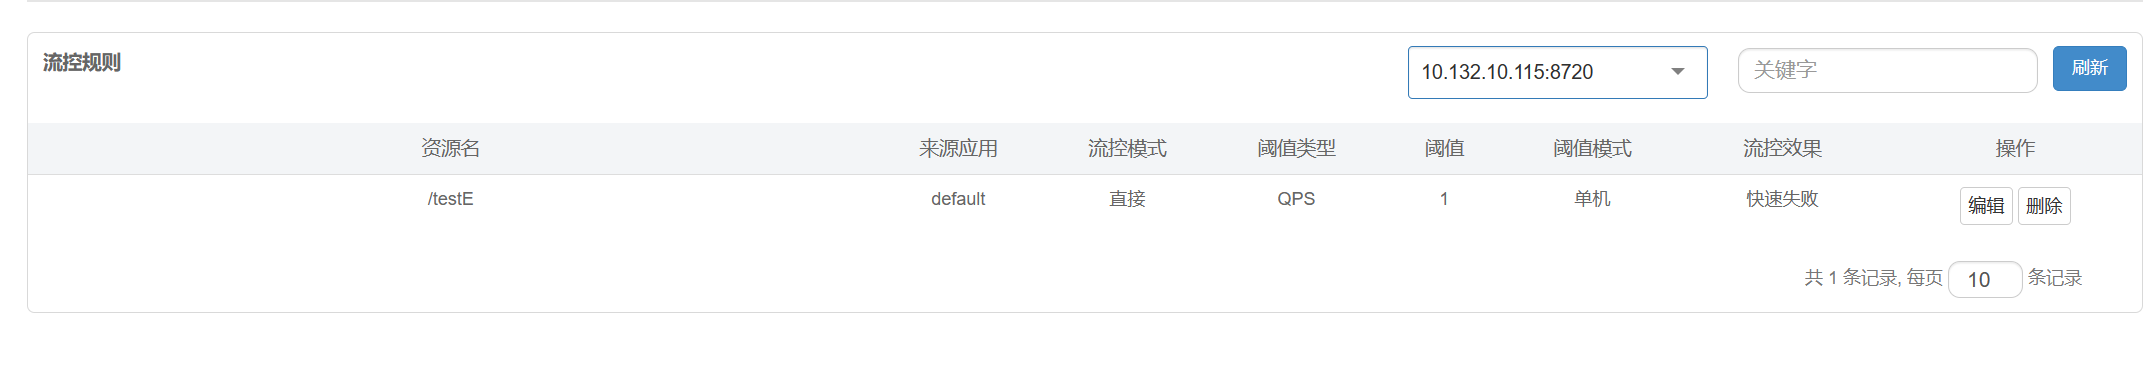 流控规则 10.132.10.115:8720 关键字 刷新
资源名 来源应用 流控模式 阈值类型 阈值 阈值模式 流控效果 操作
/testE default 直接 QPS 1 单机 快速失败 编辑 删除
共 1 条记录, 每页 10 条记录